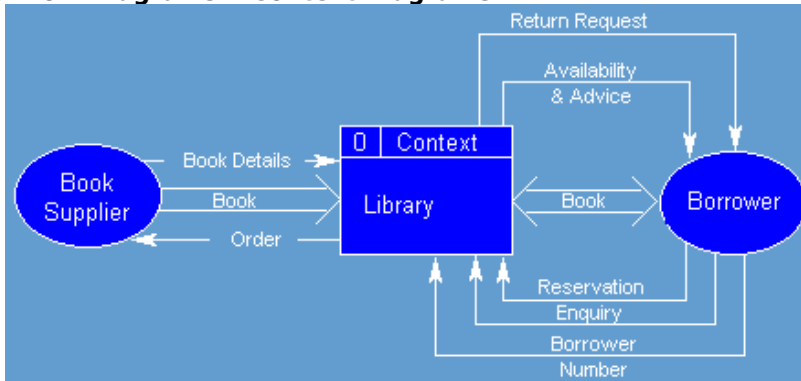 Return Request
Availability
& Advice
0 Context
Book Details
Book
Supplier
Book
Library
Book
Borrower
Order
Reservation
Enquiry
Borrower
Number